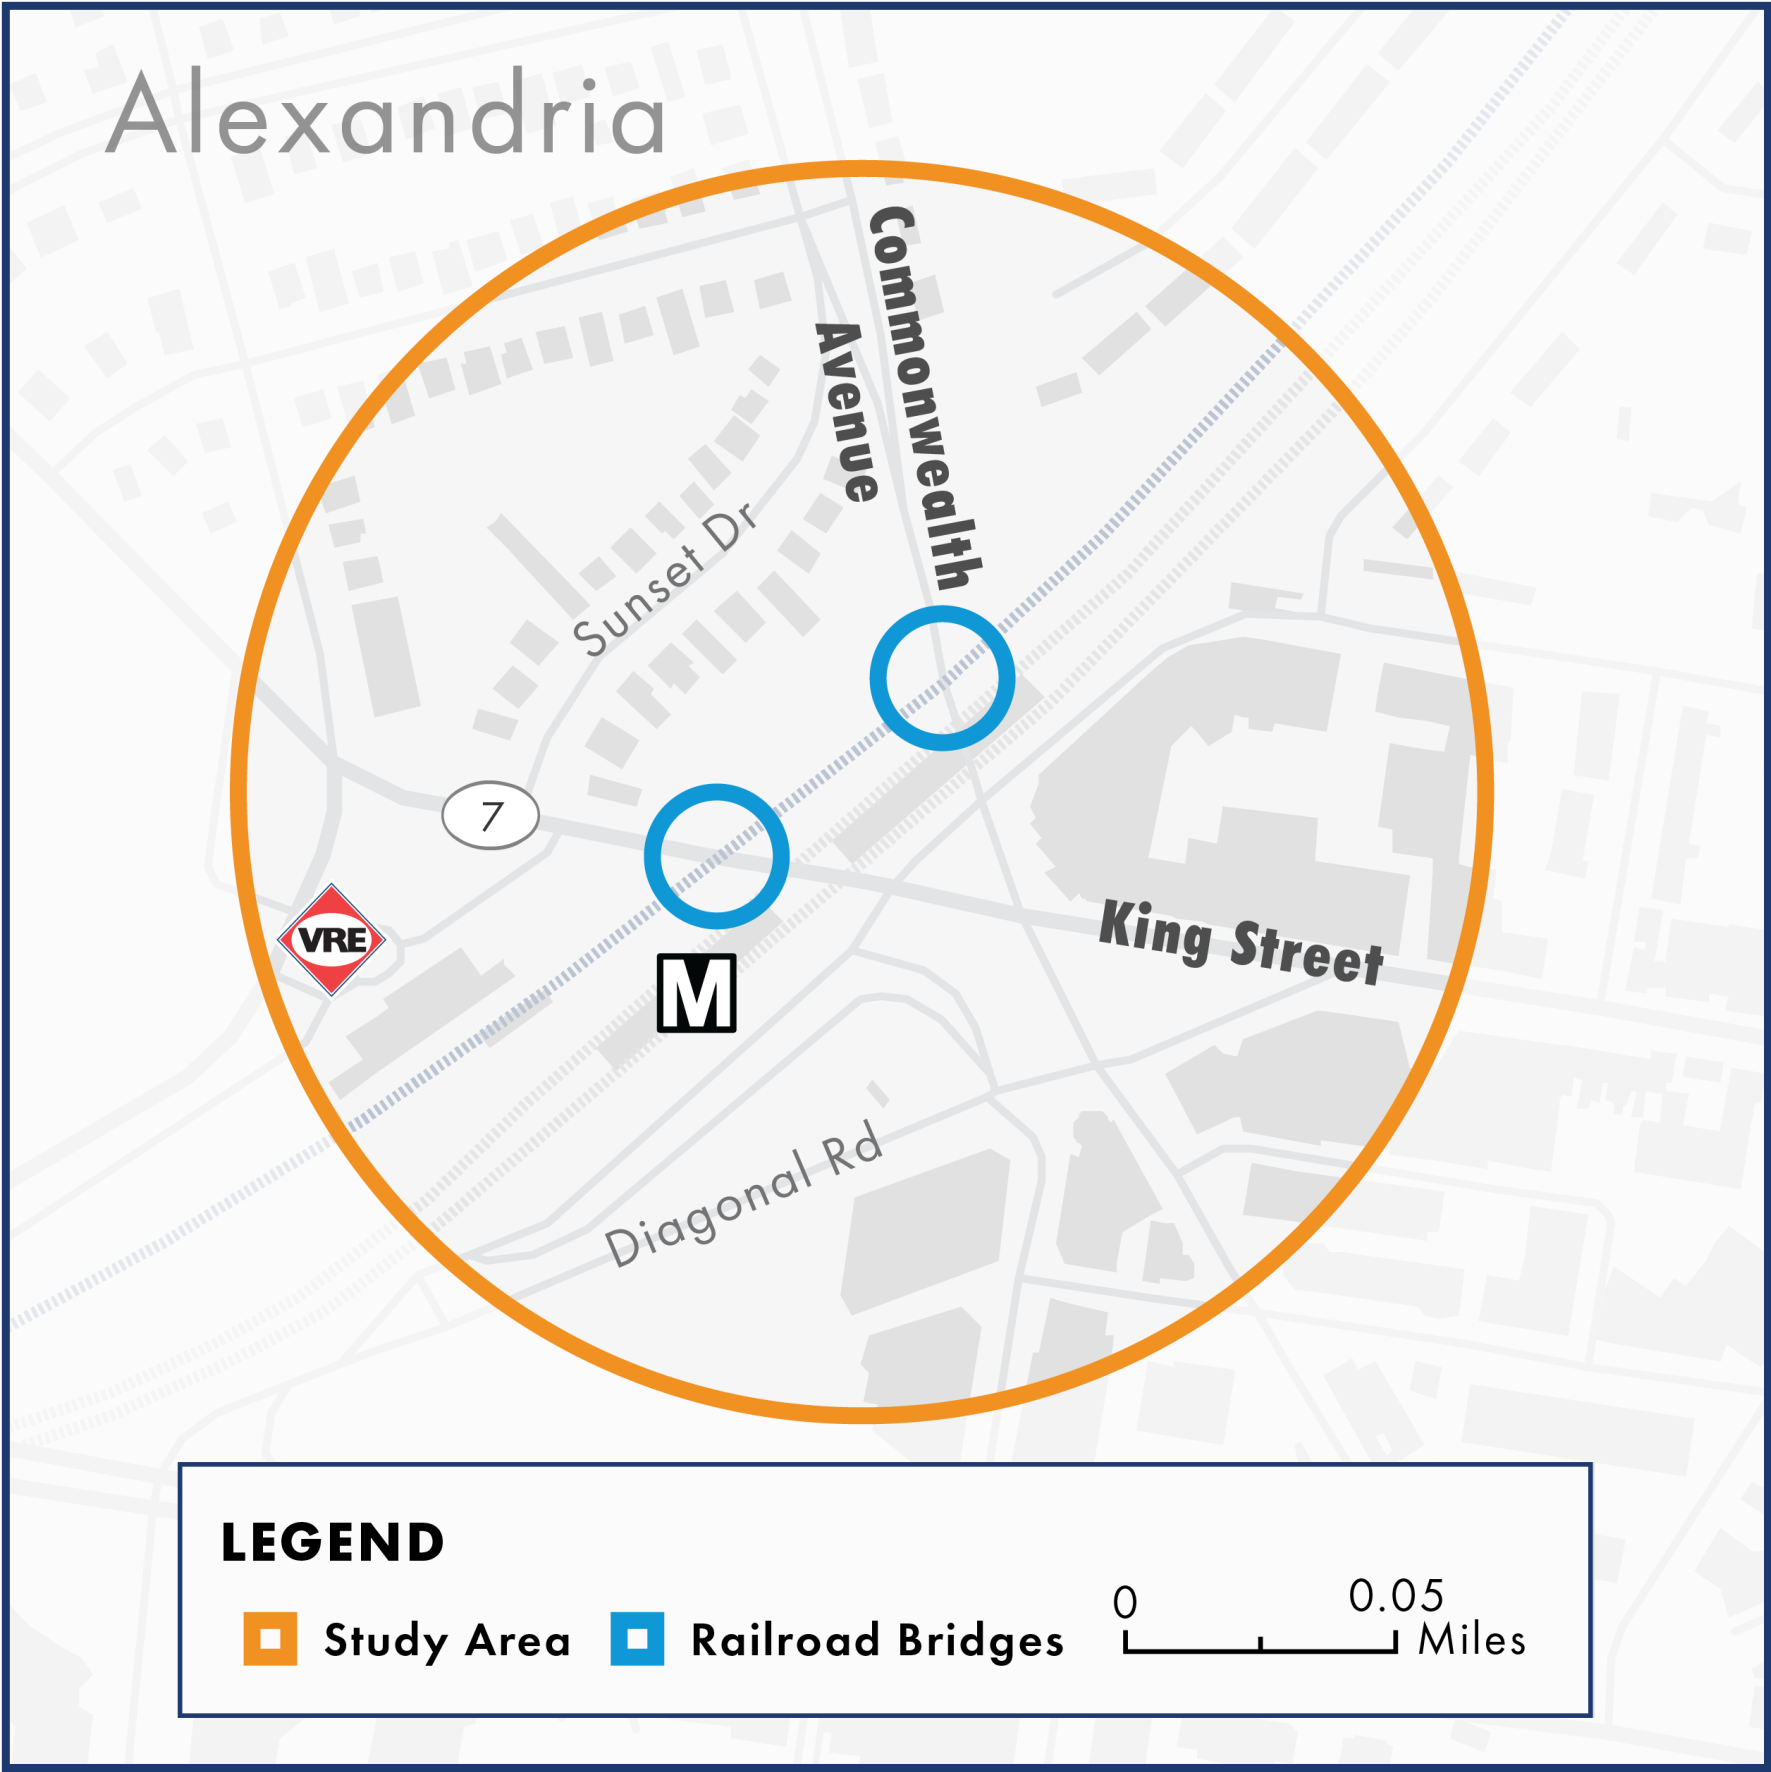 Alexandria
Commonwealth
Avenue
Sunset Dr
7
VRE
King Street
M
Diagonal Rd
LEGEND
Study Area
Railroad Bridges
0
0.05
Miles